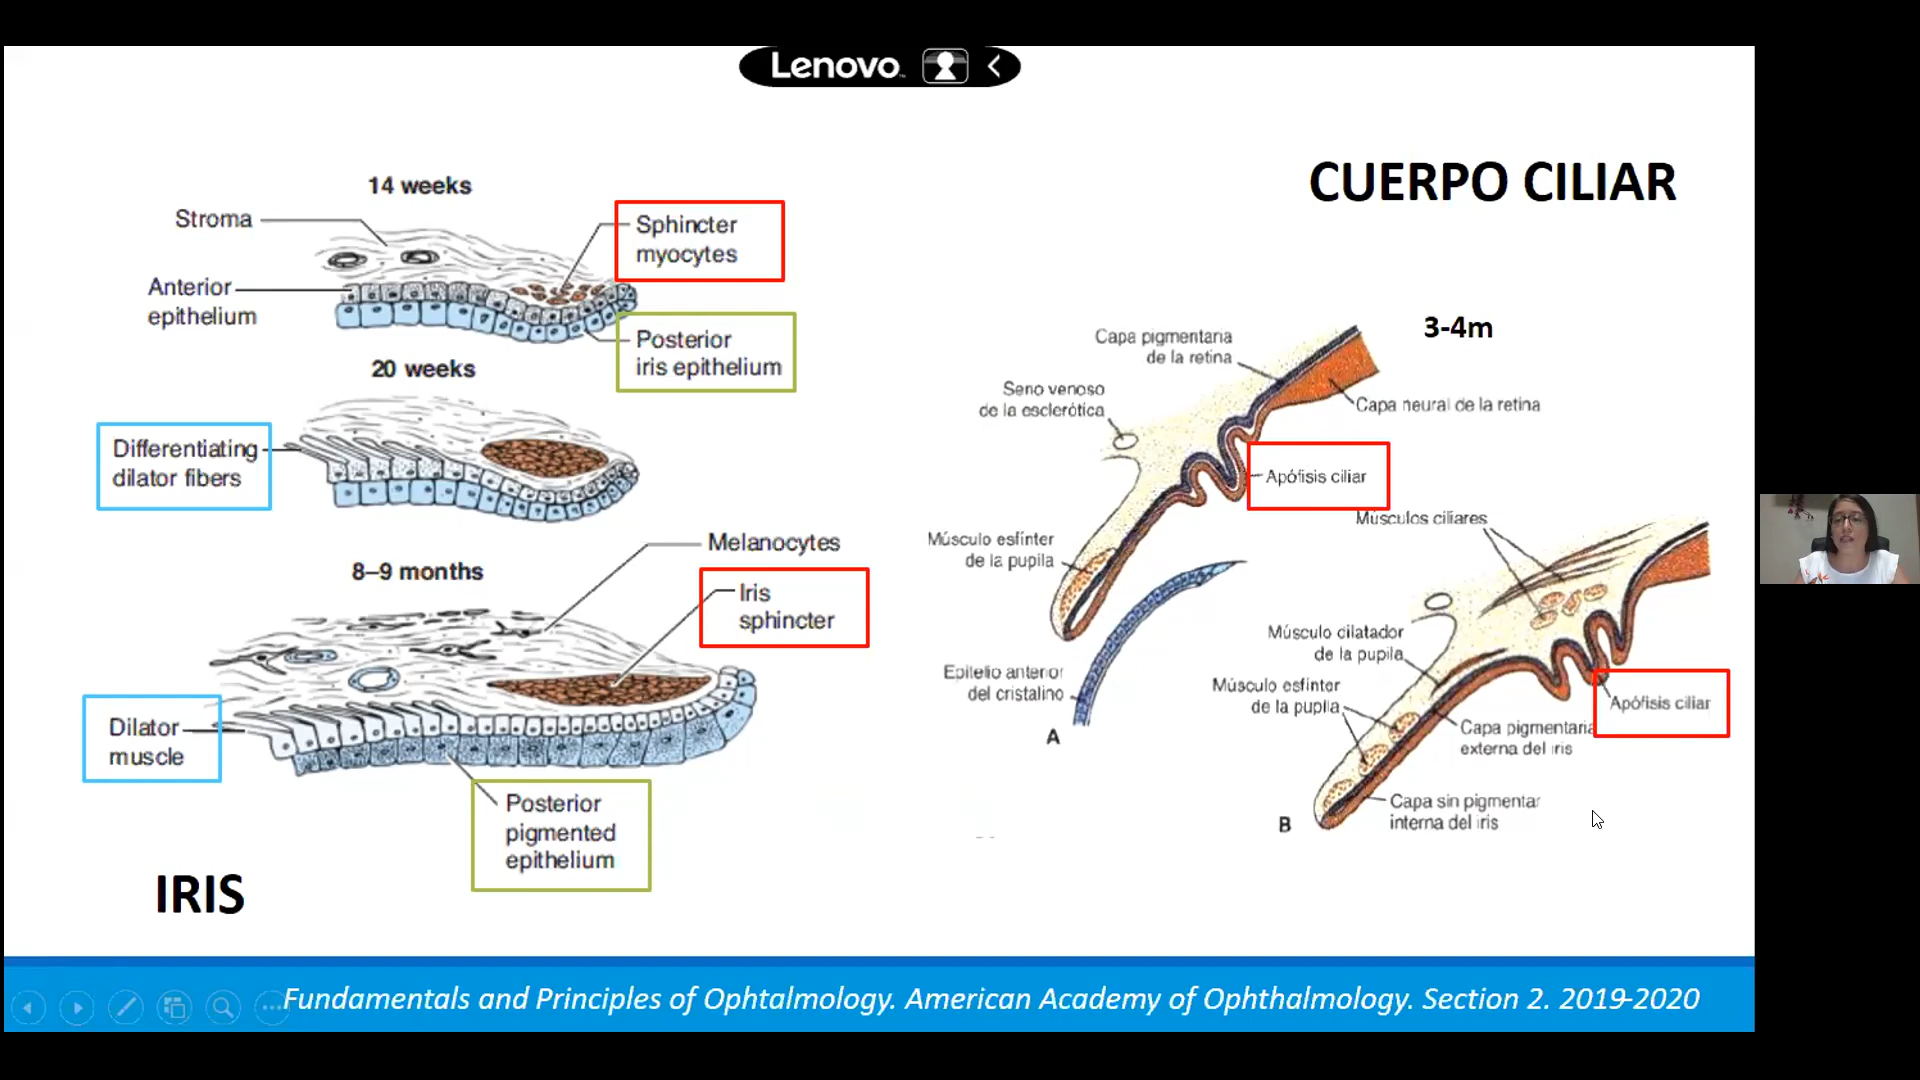 Lenovo
14 weeks
Stroma
Sphincter
myocytes
Anterior
epithelium
Posterior
iris epithelium
20 weeks
Differentiating
dilator fibers
8–9 months
Melanocytes
Iris
sphincter
Dilator
muscle
Posterior
pigmented
epithelium
IRIS
CUERPO CILIAR
3-4m
Capa pigmentaria
de la retina
Seno venoso
de la esclerótica
Capa neural de la retina
Apófisis ciliar
Músculo esfínter
de la pupila
Epitelio anterior
del cristalino
A
Músculos ciliares
Músculo dilatador
de la pupila
Músculo esfínter
de la pupila
Apófisis ciliar
Capa pigmentaria
externa del iris
Capa sin pigmentar
interna del iris
B
Fundamentals and Principles of Ophtalmology. American Academy of Ophthalmology. Section 2. 2019-2020